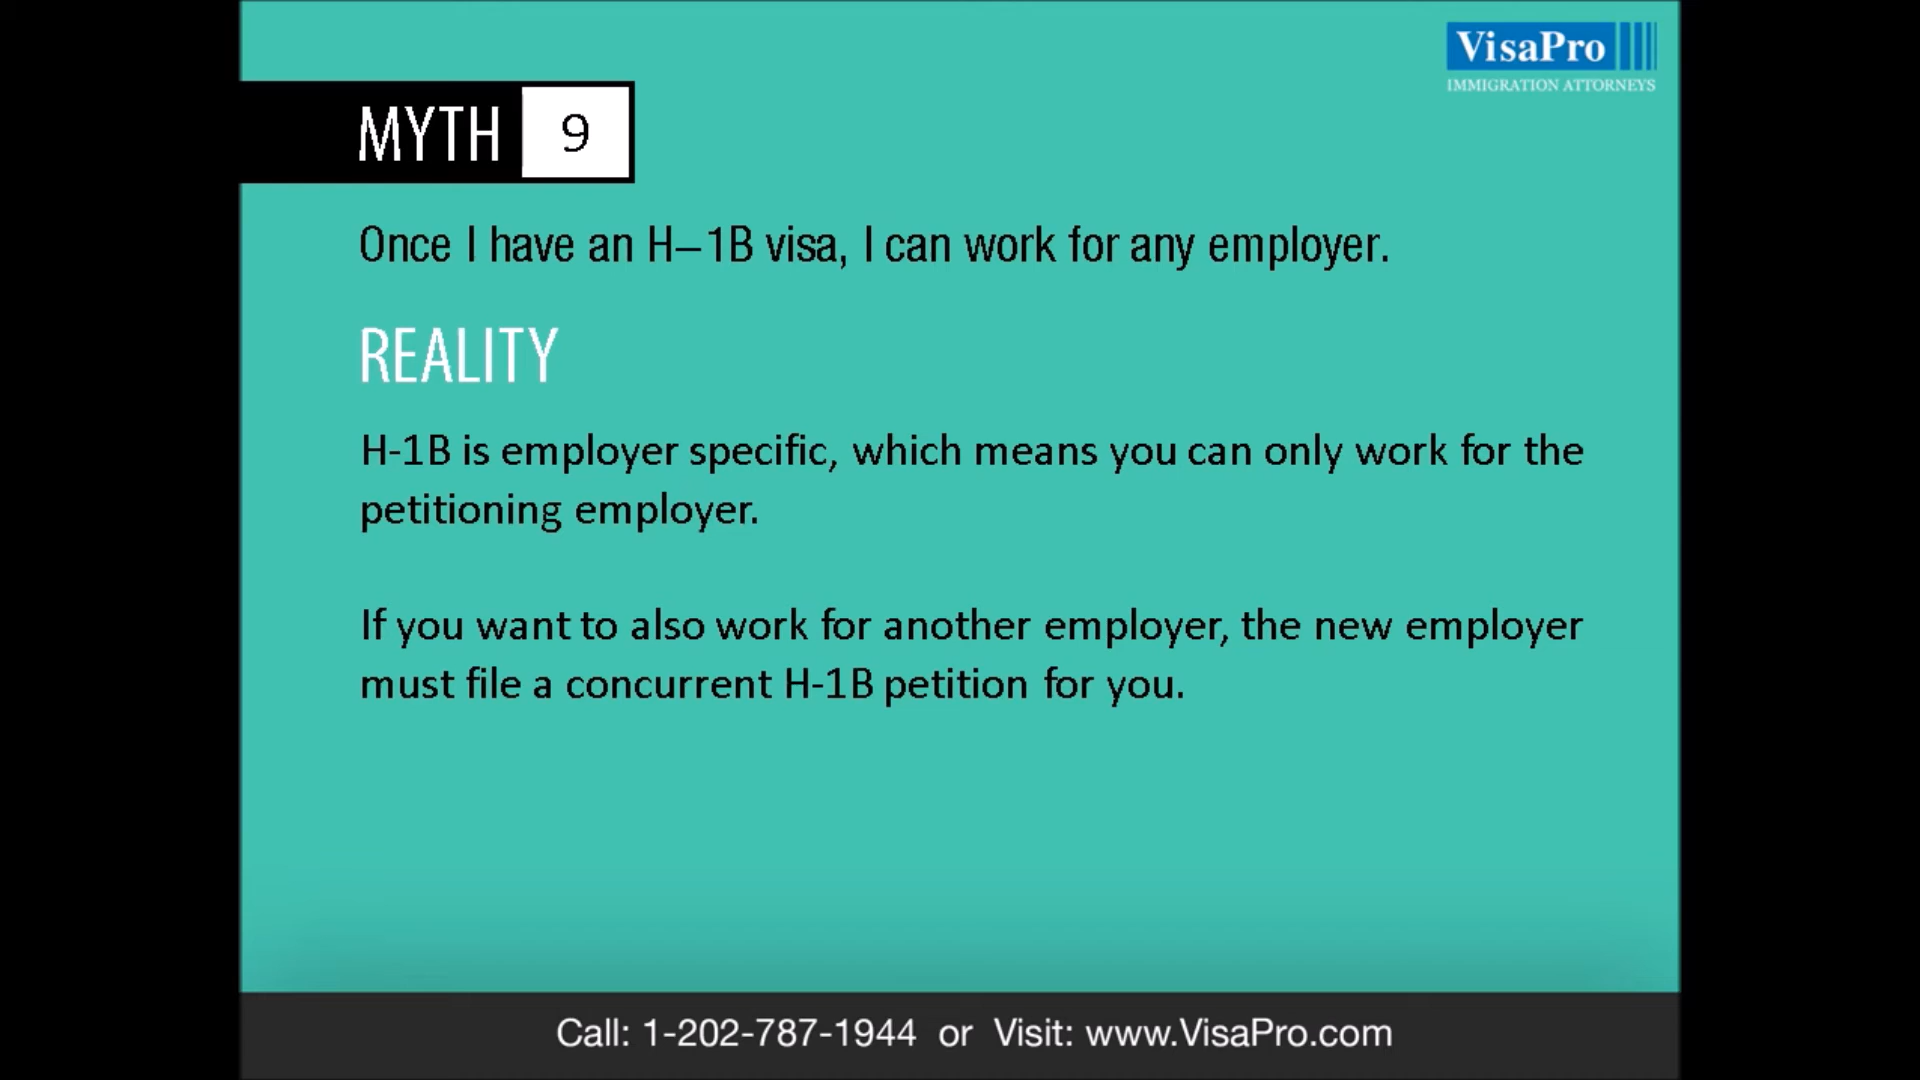 VisaPro
IMMIGRATION ATTORNEYS
MYTH 9
Once I have an H–1B visa, I can work for any employer.
REALITY
H-1B is employer specific, which means you can only work for the
petitioning employer.
If you want to also work for another employer, the new employer
must file a concurrent H-1B petition for you.
Call: 1-202-787-1944 or Visit: www.VisaPro.com